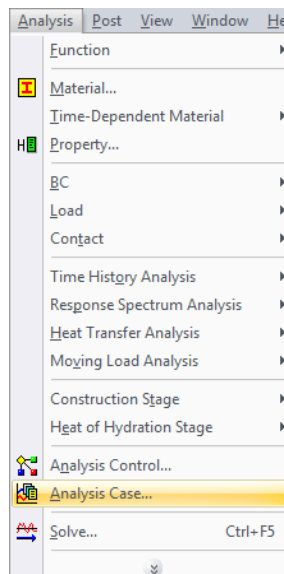 Analysis Post View Window He
Function
Material...
Time-Dependent Material
Property...
BC
Load
Contact
Time History Analysis
Response Spectrum Analysis
Heat Transfer Analysis
Moving Load Analysis
Construction Stage
Heat of Hydration Stage
Analysis Control...
Analysis Case...
Solve... Ctrl+F5